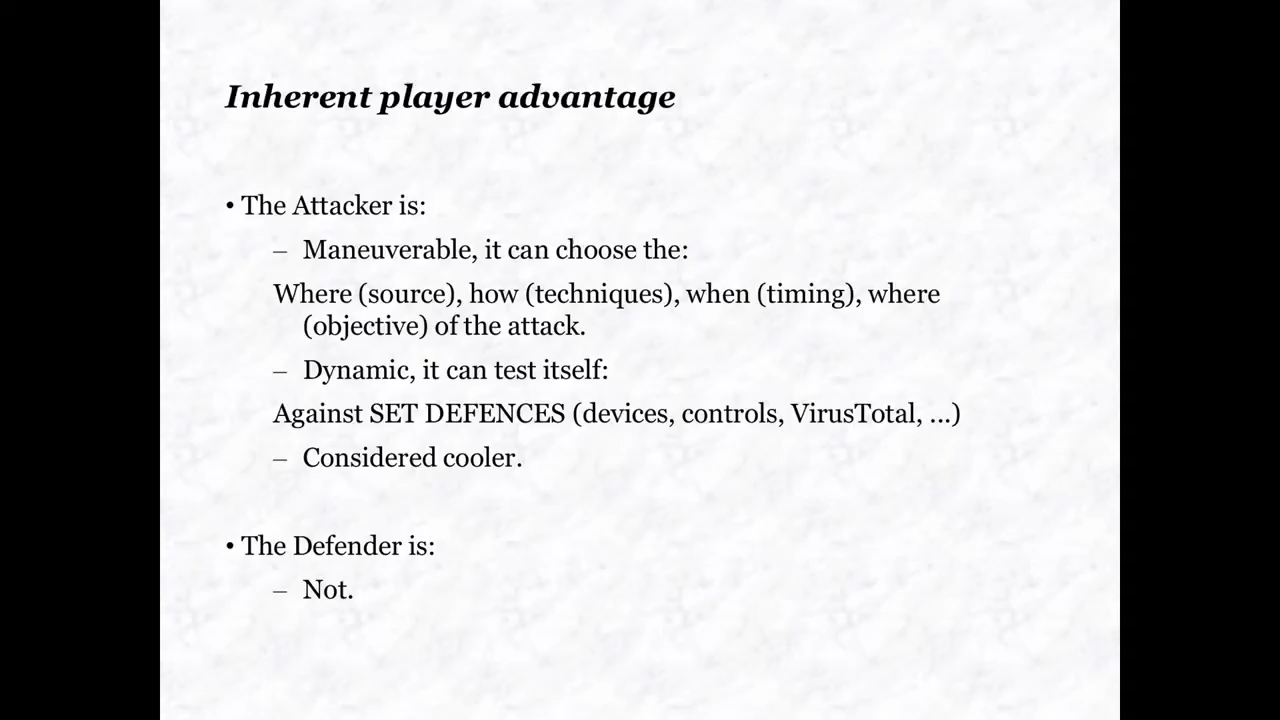 Inherent player advantage
• The Attacker is:
– Maneuverable, it can choose the:
Where (source), how (techniques), when (timing), where
(objective) of the attack.
– Dynamic, it can test itself:
Against SET DEFENCES (devices, controls, VirusTotal, ...)
– Considered cooler.
• The Defender is:
– Not.